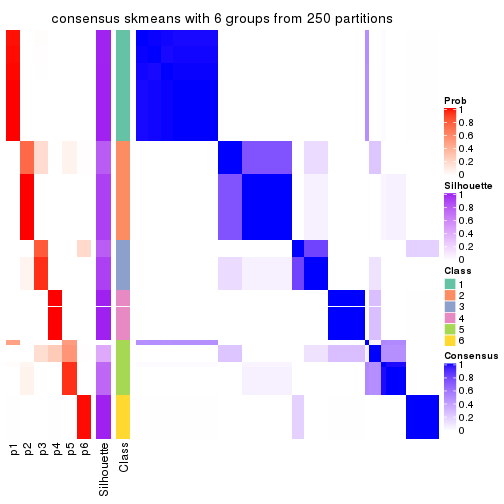 consensus skmeans with 6 groups from 250 partitions
Prob
1
0.8
0.6
0.4
0.2
0
Silhouette
1
0.8
0.6
0.4
0.2
0
Class
1
2
3
4
5
6
Consensus
1
0.8
0.6
0.4
0.2
0
p1
p2
p3
p4
p5
p6
Silhouette
Class